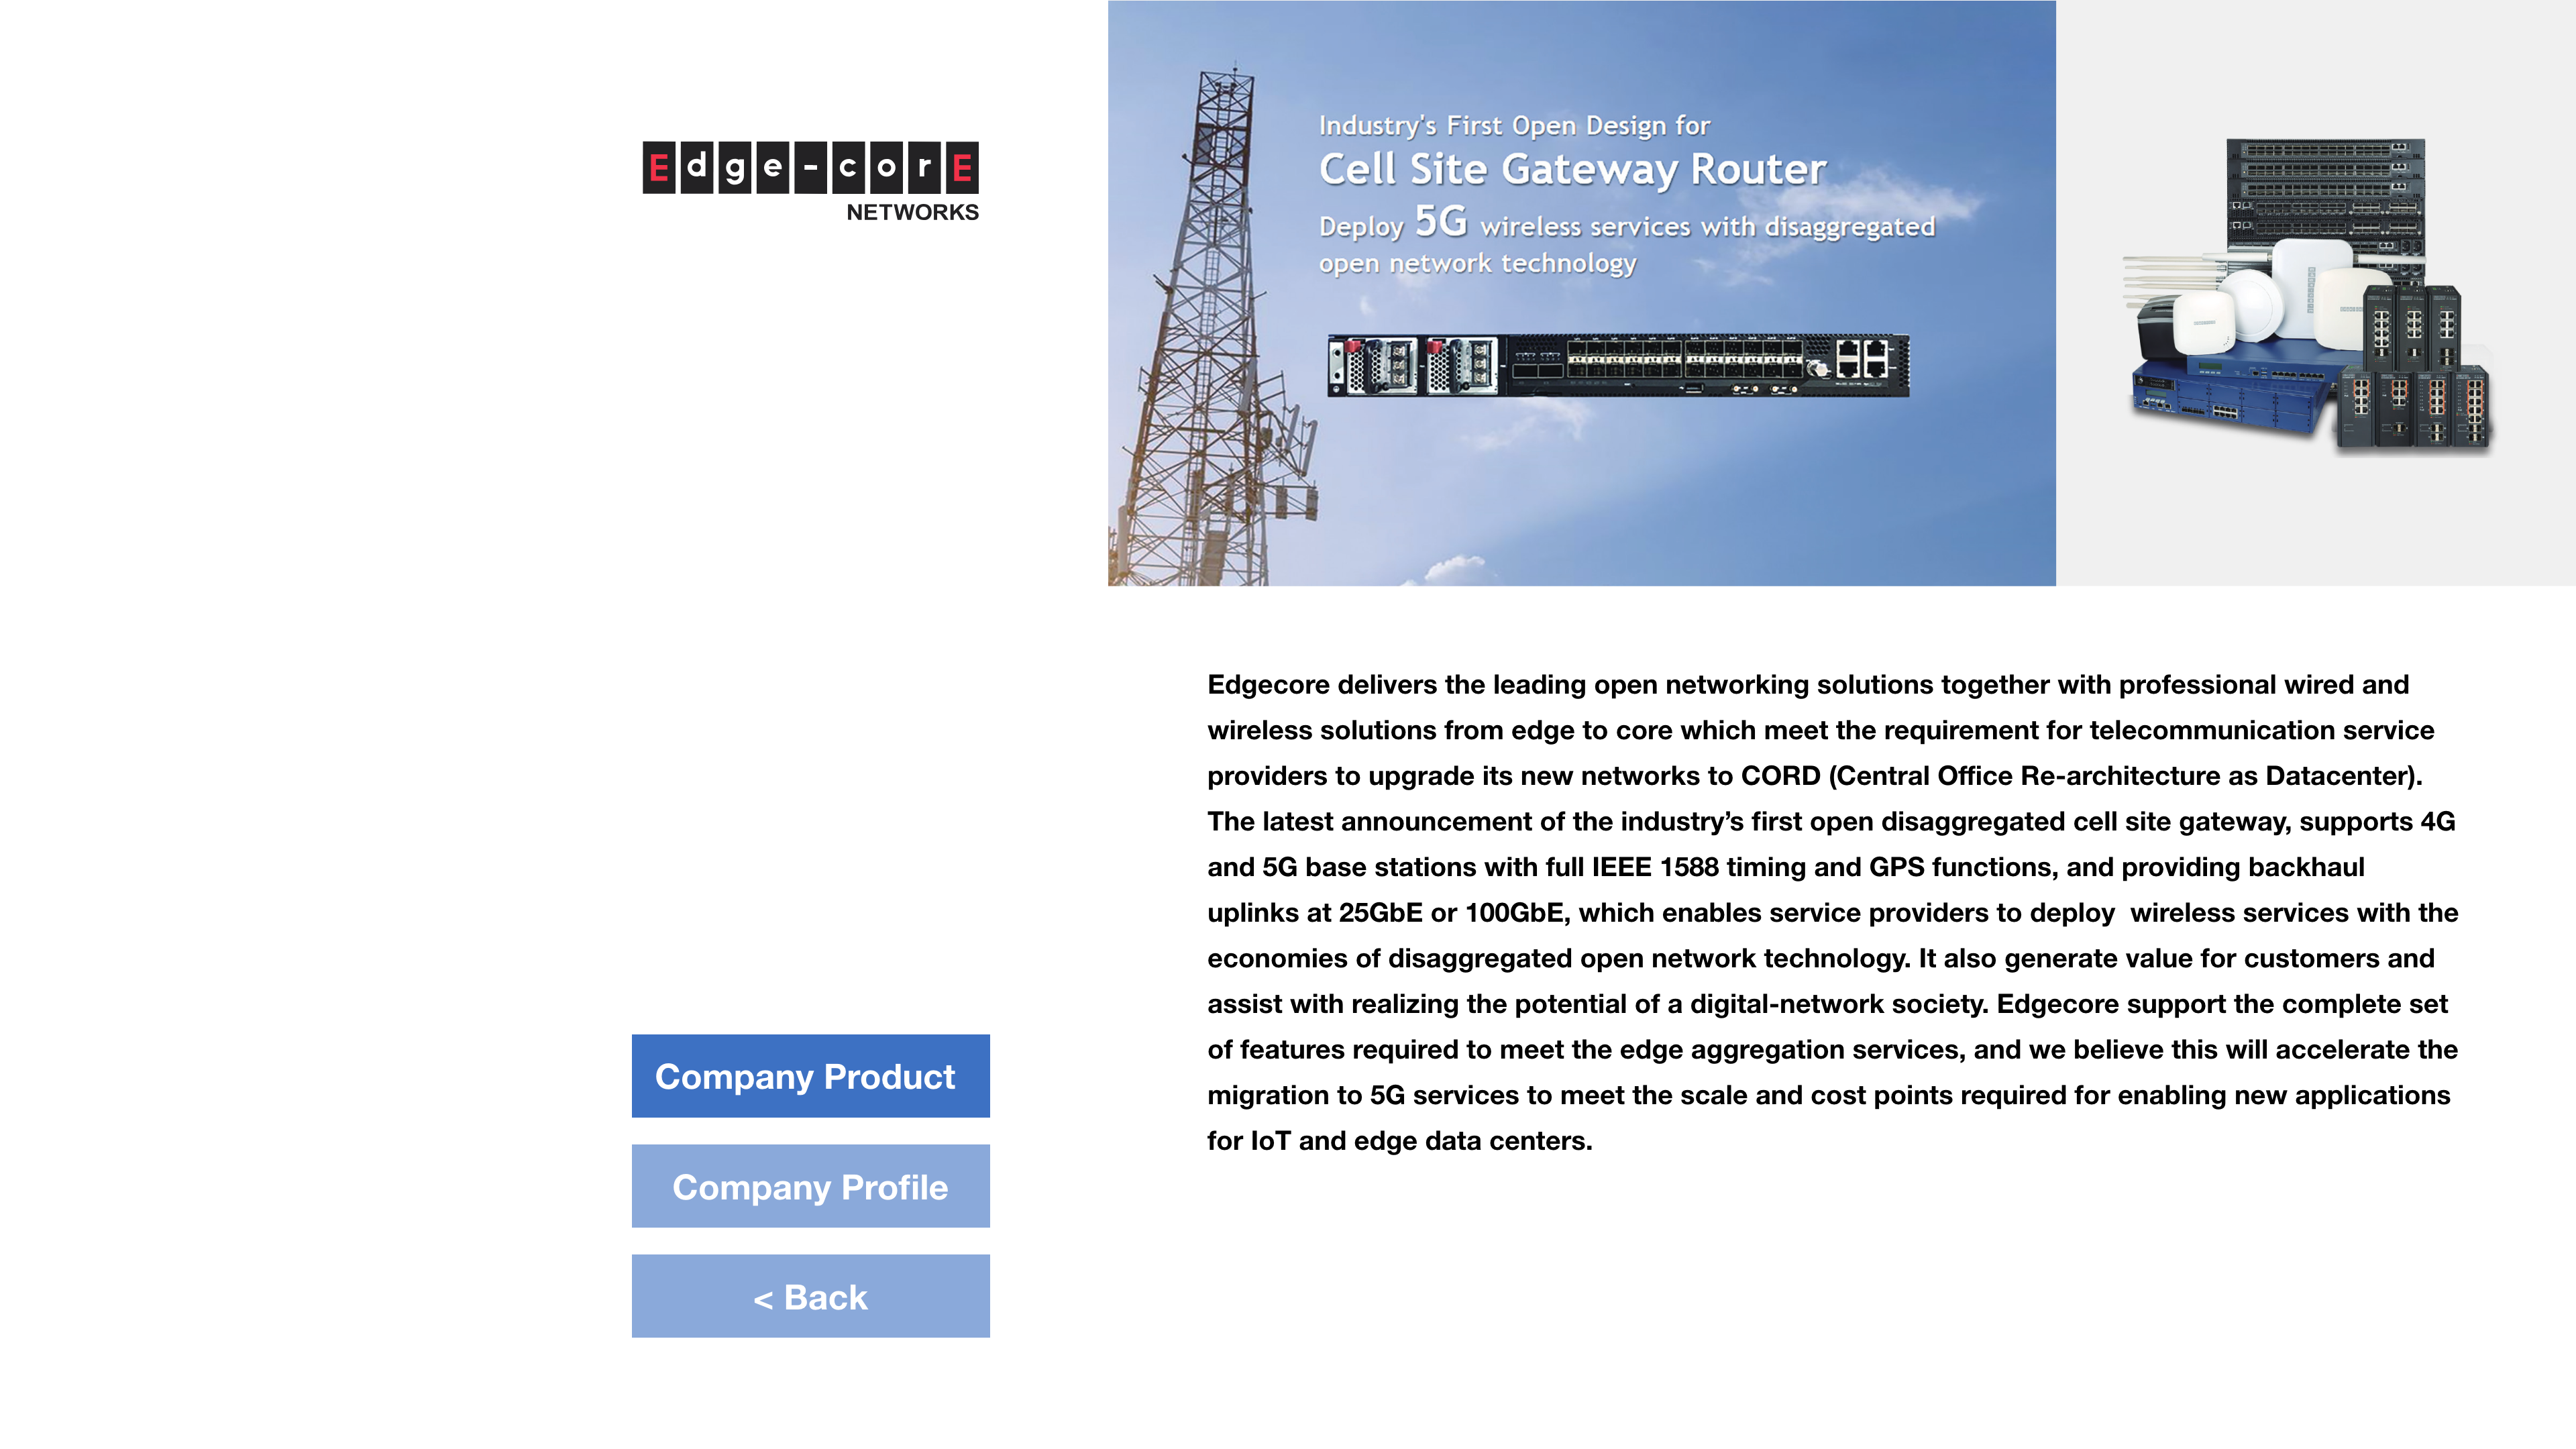 Edge-corE
NETWORKS
Industry's First Open Design for
Cell Site Gateway Router
Deploy 5G wireless services with disaggregated
open network technology
Edgecore delivers the leading open networking solutions together with professional wired and
wireless solutions from edge to core which meet the requirement for telecommunication service
providers to upgrade its new networks to CORD (Central Office Re-architecture as Datacenter).
The latest announcement of the industry’s first open disaggregated cell site gateway, supports 4G
and 5G base stations with full IEEE 1588 timing and GPS functions, and providing backhaul
uplinks at 25GbE or 100GbE, which enables service providers to deploy  wireless services with the
economies of disaggregated open network technology. It also generate value for customers and
assist with realizing the potential of a digital-network society. Edgecore support the complete set
of features required to meet the edge aggregation services, and we believe this will accelerate the
migration to 5G services to meet the scale and cost points required for enabling new applications
for IoT and edge data centers.
Company Product
Company Profile
< Back